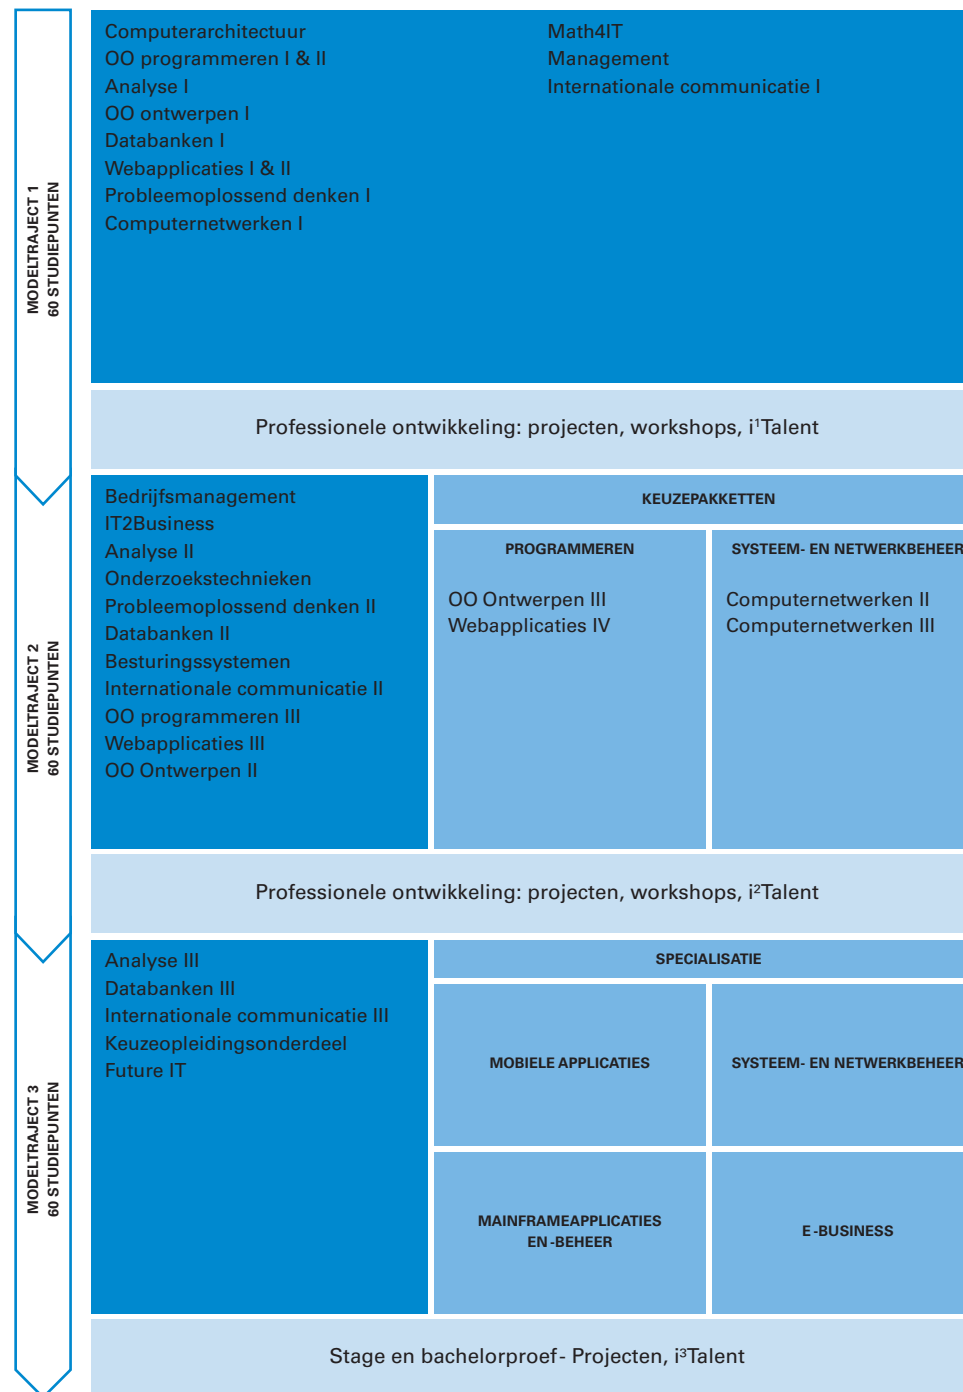 MODELTRAJECT 1
60 STUDIEPUNTEN
Computerarchitectuur
OO programmeren I & II
Analyse I
OO ontwerpen I
Databanken I
Webapplicaties I & II
Probleemoplossend denken I
Computernetwerken I
Math4IT
Management
Internationale communicatie I
Professionele ontwikkeling: projecten, workshops, i¹Talent
MODELTRAJECT 2
60 STUDIEPUNTEN
Bedrijfsmanagement
IT2Business
Analyse II
Onderzoekstechnieken
Probleemoplossend denken II
Databanken II
Besturingssystemen
Internationale communicatie II
OO programmeren III
Webapplicaties III
OO Ontwerpen II
KEUZEPAKKETTEN
PROGRAMMEREN
OO Ontwerpen III
Webapplicaties IV
SYSTEEM- EN NETWERKBEHEER
Computernetwerken II
Computernetwerken III
Professionele ontwikkeling: projecten, workshops, i²Talent
MODELTRAJECT 3
60 STUDIEPUNTEN
Analyse III
Databanken III
Internationale communicatie III
Keuzeopleidingsonderdeel
Future IT
SPECIALISATIE
MOBIELE APPLICATIES
SYSTEEM- EN NETWERKBEHEER
MAINFRAMEAPPLICATIES
EN -BEHEER
E -BUSINESS
Stage en bachelorproef - Projecten, i³Talent